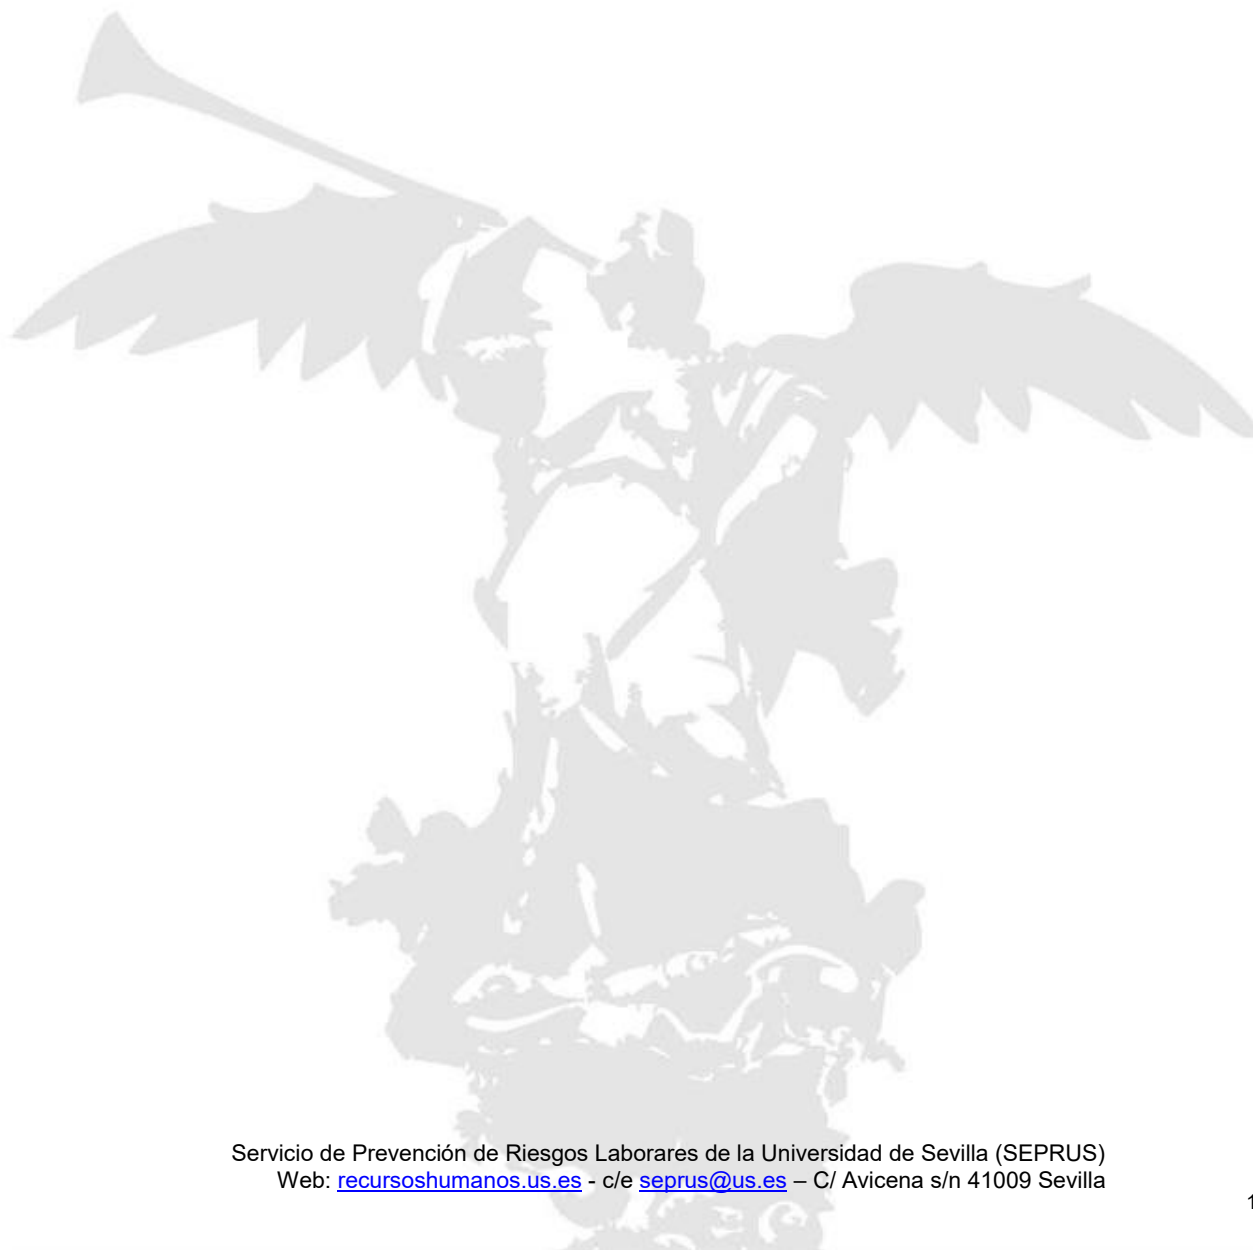 Servicio de Prevención de Riesgos Laborares de la Universidad de Sevilla (SEPRUS)
Web: recursoshumanos.us.es - c/e seprus@us.es – C/ Avicena s/n 41009 Sevilla
1